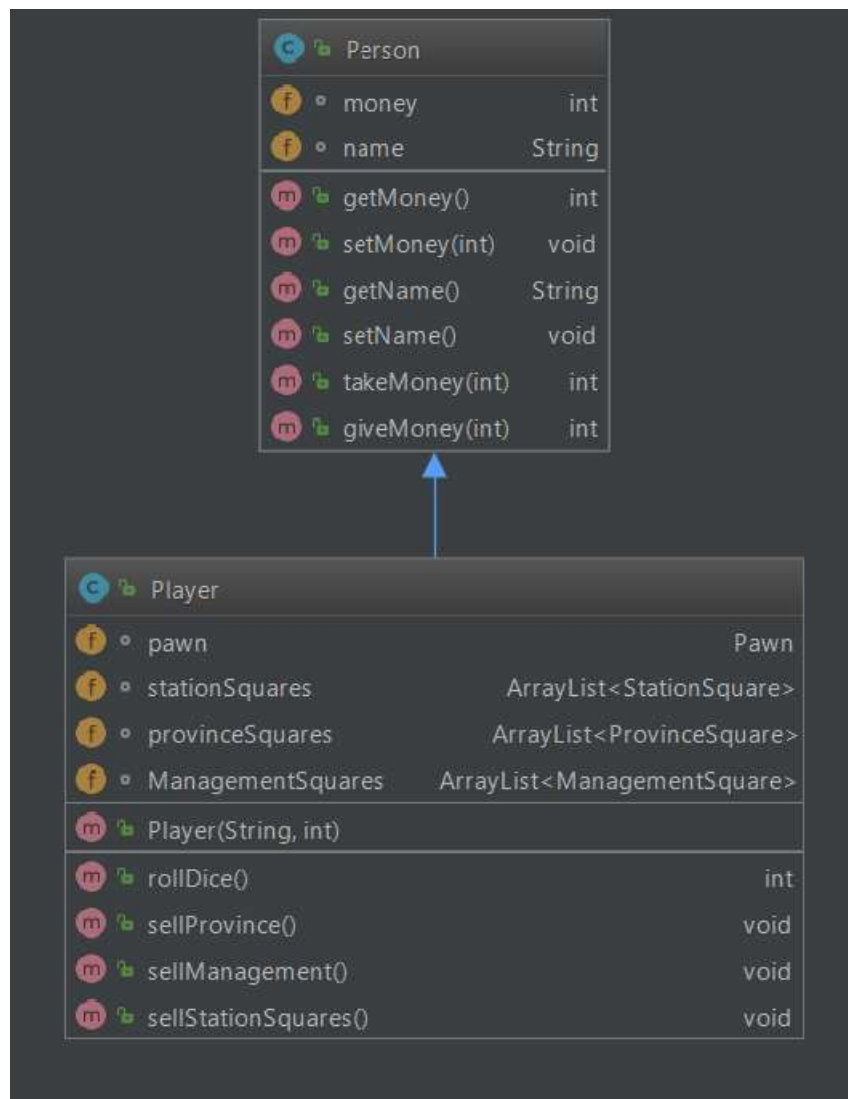 C Person
f money int
f name String
m getMoney() int
m setMoney(int) void
m getName() String
m setName() void
m takeMoney(int) int
m giveMoney(int) int
C Player
f pawn Pawn
f stationSquares ArrayList<StationSquare>
f provinceSquares ArrayList<ProvinceSquare>
f ManagementSquares ArrayList<ManagementSquare>
m Player(String, int)
m rollDice() int
m sellProvince() void
m sellManagement() void
m sellStationSquares() void